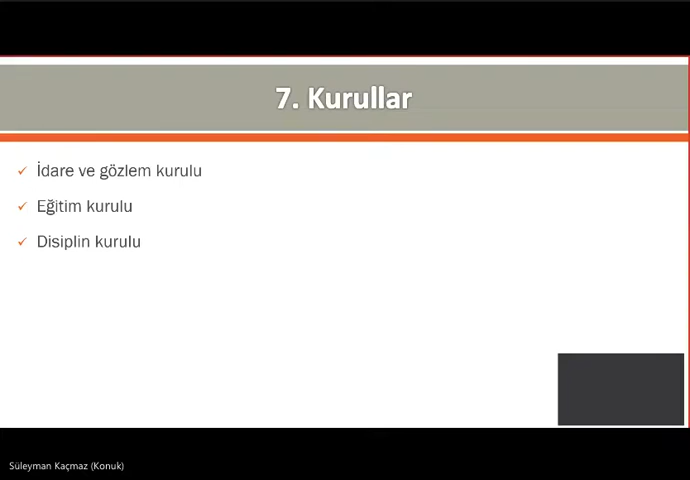 7. Kurullar
✓ İdare ve gözlem kurulu
✓ Eğitim kurulu
✓ Disiplin kurulu
Süleyman Kaçmaz (Konuk)